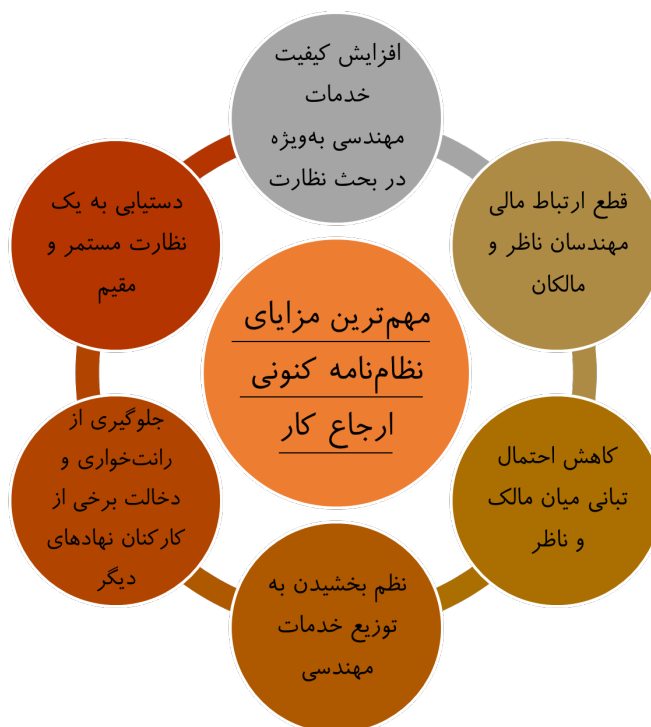 مهم‌ترین مزایای
نظام‌نامه کنونی
ارجاع کار
افزایش کیفیت
خدمات
مهندسی به‌ویژه
در بحث نظارت
قطع ارتباط مالی
مهندسان ناظر و
مالکان
کاهش احتمال
تبانی میان مالک
و ناظر
نظم بخشیدن به
توزیع خدمات
مهندسی
جلوگیری از
رانت‌خواری و
دخالت برخی از
کارکنان نهادهای
دیگر
دستیابی به یک
نظارت مستمر و
مقیم